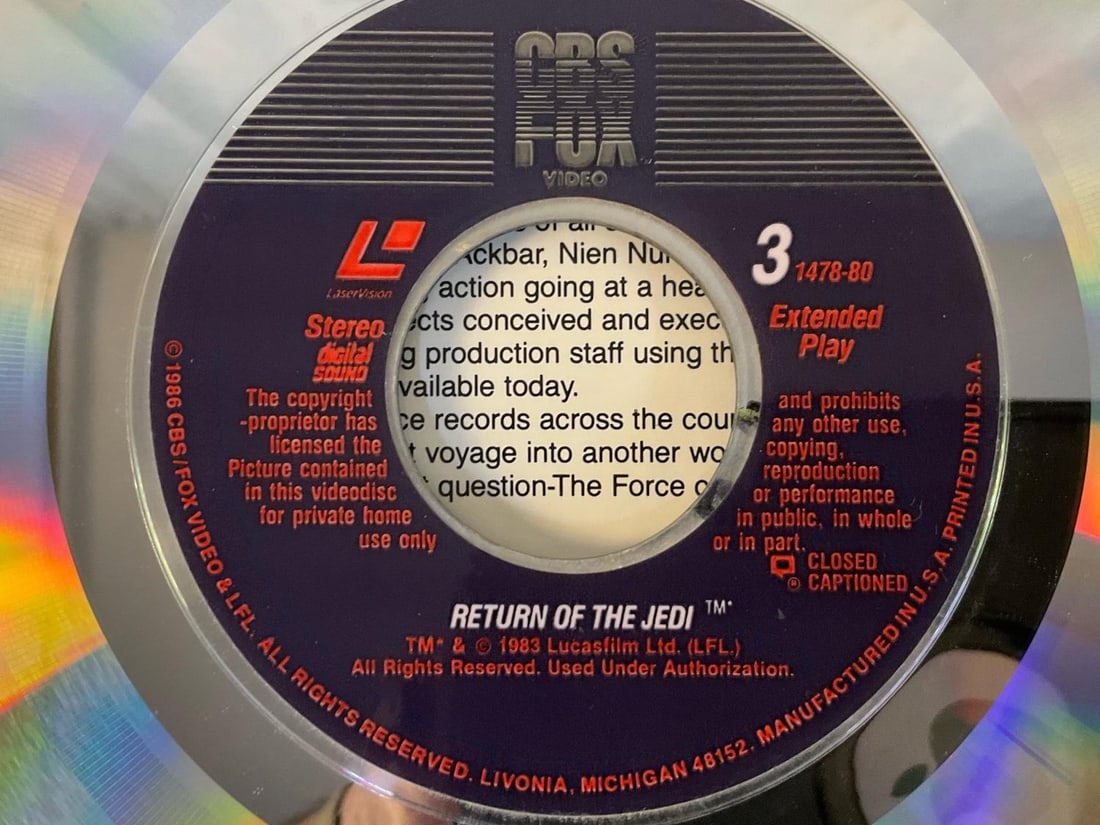 CBS
FOX
VIDEO
LaserVision
Stereo
digital
SOUND
The copyright
-proprietor has
licensed the
Picture contained
in this videodisc
for private home
use only
3 1478-80
Extended
Play
and prohibits
any other use,
copying,
reproduction
or performance
in public, in whole
or in part.
CLOSED
CAPTIONED
of all
Ackbar, Nien Nu
action going at a hea
ects conceived and exec
g production staff using th
vailable today.
ce records across the cou
t voyage into another wo
question-The Force
RETURN OF THE JEDI ™*
TM* & © 1983 Lucasfilm Ltd. (LFL.)
All Rights Reserved. Used Under Authorization.
© 1986 CBS/FOX VIDEO & LFL. ALL RIGHTS RESERVED. LIVONIA, MICHIGAN 48152. MANUFACTURED IN U.S.A. PRINTED IN U.S.A.